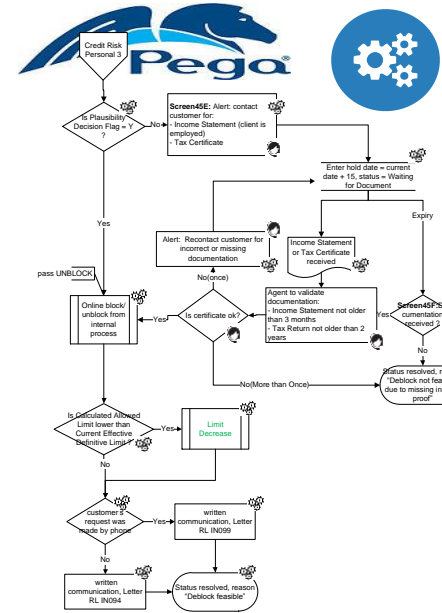 Credit Risk
Personal 3
Pega
Is Plausibility
Decision Flag = Y
?
No
Screen45E: Alert: contact
customer for:
- Income Statement (client is
employed)
- Tax Certificate
Enter hold date = current
date + 15, status = Waiting
for Document
Yes
Expiry
Alert: Recontact customer for
incorrect or missing
documentation
Income Statement
or Tax Certificate
received
pass UNBLOCK
No(once)
Online block/
unblock from
internal
process
Yes
Is certificate ok?
Agent to validate
documentation:
- Income Statement not older
than 3 months
- Tax Return not older than 2
years
Yes
Screen45F:S
cumentation
received ?
No
No(More than Once)
Status resolved,
"Deblock not fea
due to missing in
proof"
Is Calculated Allowed
Limit lower than
Current Effective
Definitive Limit ?
Yes
Limit
Decrease
No
customer's
request was
made by phone
Yes
written
communication, Letter
RL IN099
No
written
communication, Letter
RL IN094
Status resolved, reason
"Deblock feasible"